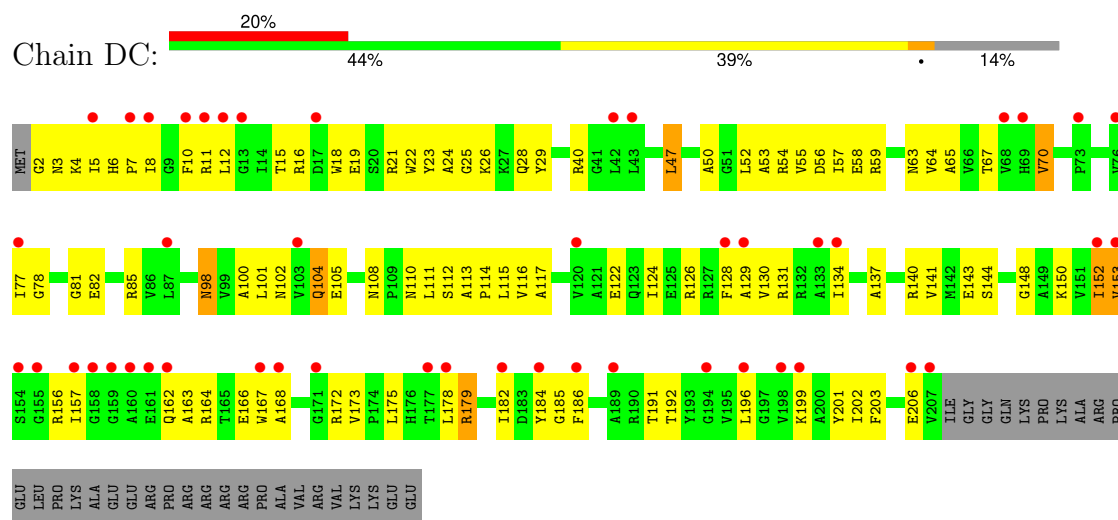 20%
Chain DC:
44% 39% • 14%
MET G2 N3 K4 I5 H6 P7 I8 G9 F10 R11 L12 G13 I14 T15 R16 D17 W18 E19 S20 R21 W22 Y23 A24 G25 K26 K27 Q28 Y29 R40 G41 L42 L43 L47 A50 G51 L52 A53 R54 V55 D56 I57 E58 R59 N63 V64 A65 V66 T67 V68 H69 V70 P73 V76
I77 G78 G81 E82 R85 V86 L87 N98 V99 A100 L101 N102 V103 Q104 E105 N108 P109 N110 L111 S112 A113 P114 L115 V116 A117 V120 A121 E122 Q123 I124 E125 R126 R127 F128 A129 V130 R131 R132 A133 I134 A137 R140 V141 M142 E143 S144 G148 A149 K150 V151 I152 V153
S154 G155 R156 I157 G158 G159 A160 E161 Q162 A163 R164 T165 E166 W167 A168 G171 R172 V173 P174 L175 H176 T177 L178 R179 I182 D183 Y184 G185 F186 A189 R190 T191 T192 Y193 G194 V195 L196 G197 V198 K199 A200 Y201 I202 F203 E206 V207 ILE GLY GLY GLN LYS PRO LYS ALA ARG PRO
GLU LEU PRO LYS ALA GLU GLU ARG PRO ARG ARG ARG ARG PRO ALA VAL ARG VAL LYS LYS GLU GLU